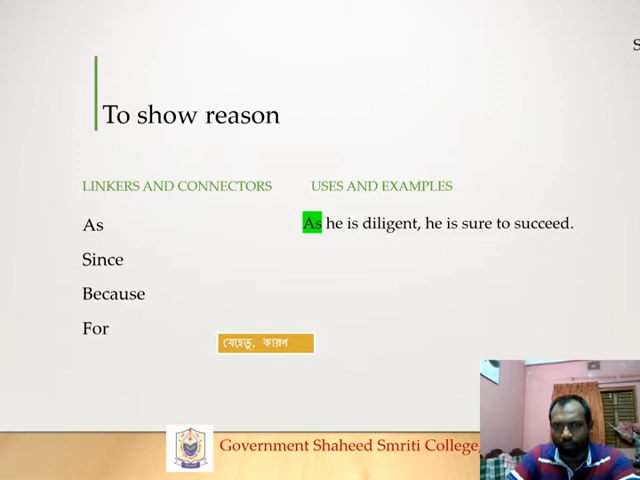 To show reason
LINKERS AND CONNECTORS
USES AND EXAMPLES
As
As he is diligent, he is sure to succeed.
Since
Because
For
যেহেতু, কারণ
Government Shaheed Smriti College,